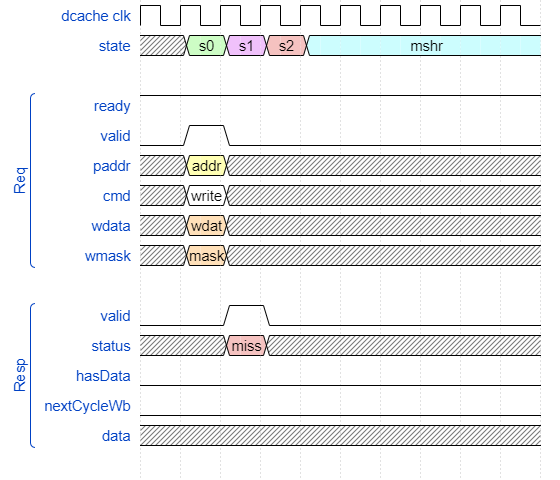 dcache clk
state s0 s1 s2 mshr
Req
ready
valid
paddr addr
cmd write
wdata wdat
wmask mask
Resp
valid
status miss
hasData
nextCycleWb
data